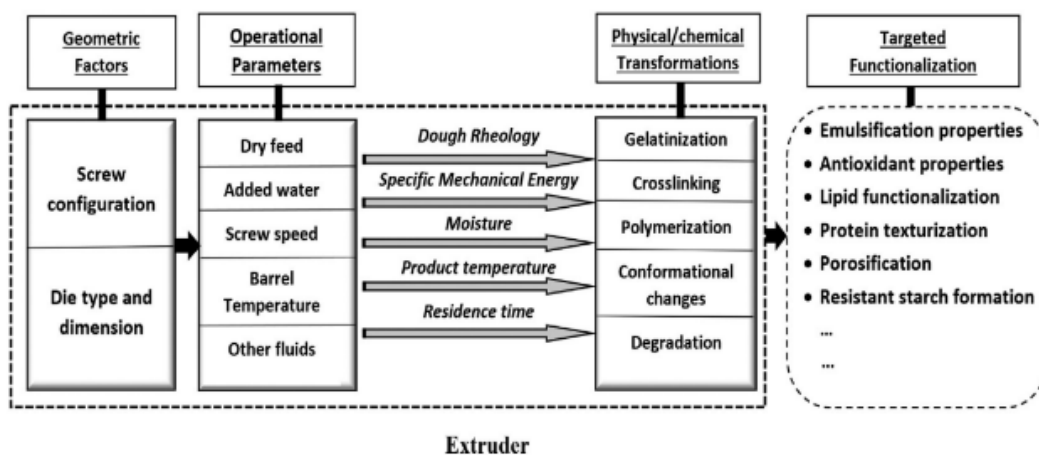 Geometric
Factors
Operational
Parameters
Physical/chemical
Transformations
Targeted
Functionalization
Screw
configuration
Die type and
dimension
Dry feed
Added water
Screw speed
Barrel
Temperature
Other fluids
Dough Rheology
Specific Mechanical Energy
Moisture
Product temperature
Residence time
Gelatinization
Crosslinking
Polymerization
Conformational
changes
Degradation
• Emulsification properties
• Antioxidant properties
• Lipid functionalization
• Protein texturization
• Porosification
• Resistant starch formation
...
...
Extruder